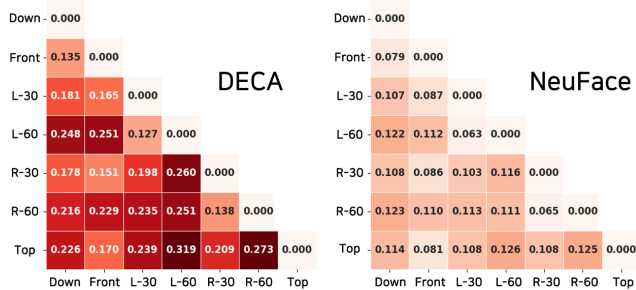 Down 0.000
Front 0.135 0.000
L-30 0.181 0.165 0.000
L-60 0.248 0.251 0.127 0.000
R-30 0.178 0.151 0.198 0.260 0.000
R-60 0.216 0.229 0.235 0.251 0.138 0.000
Top 0.226 0.170 0.239 0.319 0.209 0.273 0.000
Down Front L-30 L-60 R-30 R-60 Top
DECA
Down 0.000
Front 0.079 0.000
L-30 0.107 0.087 0.000
L-60 0.122 0.112 0.063 0.000
R-30 0.108 0.086 0.103 0.116 0.000
R-60 0.123 0.110 0.113 0.111 0.065 0.000
Top 0.114 0.081 0.108 0.126 0.108 0.125 0.000
Down Front L-30 L-60 R-30 R-60 Top
NeuFace